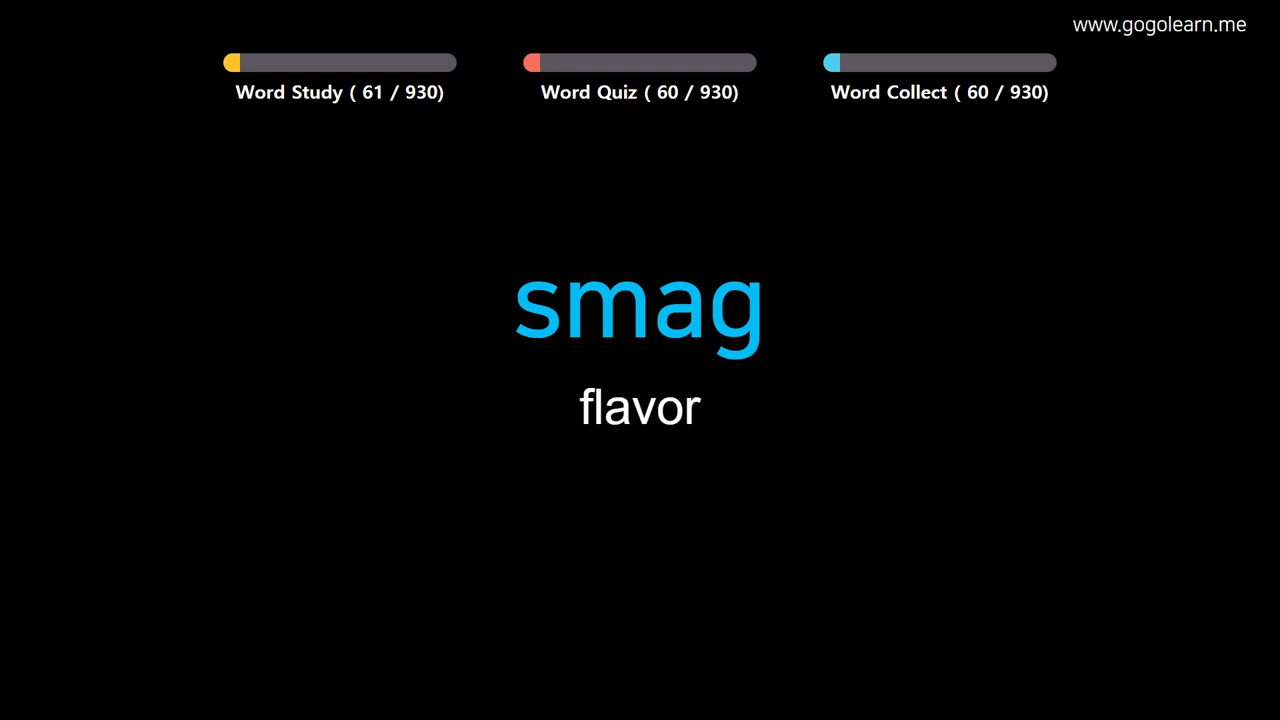 www.gogolearn.me
Word Study ( 61 / 930)
Word Quiz ( 60 / 930)
Word Collect ( 60 / 930)
smag
flavor